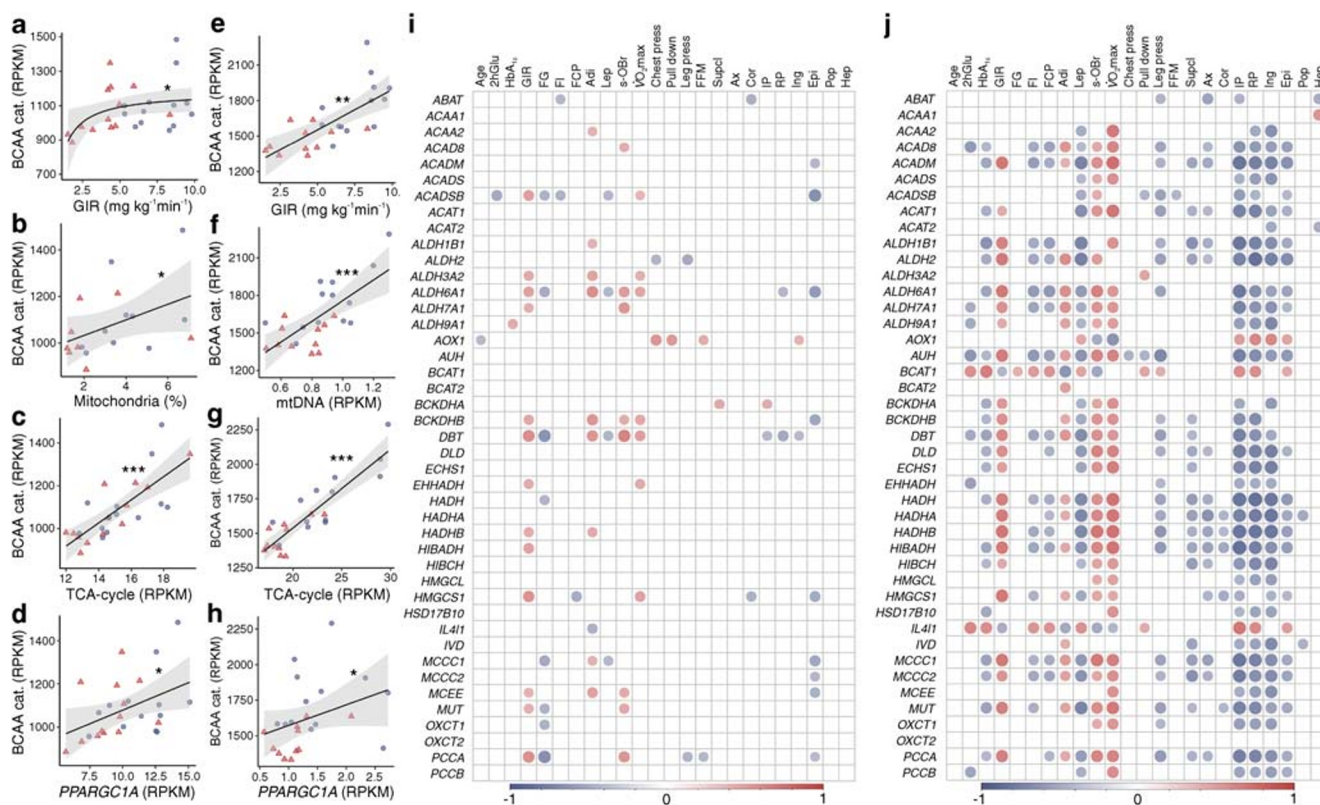 a
BCAA cat. (RPKM)
1500
1300
1100
900
700
*
2.5 5.0 7.5 10.0
GIR (mg kg⁻¹min⁻¹)
b
BCAA cat. (RPKM)
1400
1200
1000
*
2 4 6
Mitochondria (%)
c
BCAA cat. (RPKM)
1400
1200
1000
***
12 14 16 18
TCA-cycle (RPKM)
d
BCAA cat. (RPKM)
1400
1200
1000
*
7.5 10.0 12.5 15.0
PPARGC1A (RPKM)
e
BCAA cat. (RPKM)
2100
1800
1500
1200
**
2.5 5.0 7.5 10.0
GIR (mg kg⁻¹min⁻¹)
f
BCAA cat. (RPKM)
2100
1800
1500
1200
***
0.6 0.8 1.0 1.2
mtDNA (RPKM)
g
BCAA cat. (RPKM)
2250
2000
1750
1500
1250
***
20 25 30
TCA-cycle (RPKM)
h
BCAA cat. (RPKM)
2250
2000
1750
1500
*
0.5 1.0 1.5 2.0 2.5
PPARGC1A (RPKM)
i
Age 2hGlu HbA1c GIR FG FI FCP Adi Lep s-OBr V̇O2max Chest press Pull down Leg press FFM Supcl Ax Cor IP RP Ing Epi Pop Hep
ABAT
ACAA1
ACAA2
ACAD8
ACADM
ACADS
ACADSB
ACAT1
ACAT2
ALDH1B1
ALDH2
ALDH3A2
ALDH6A1
ALDH7A1
ALDH9A1
AOX1
AUH
BCAT1
BCAT2
BCKDHA
BCKDHB
DBT
DLD
ECHS1
EHHADH
HADH
HADHA
HADHB
HIBADH
HIBCH
HMGCL
HMGCS1
HSD17B10
IL4I1
IVD
MCCC1
MCCC2
MCEE
MUT
OXCT1
OXCT2
PCCA
PCCB
-1 0 1
j
Age 2hGlu HbA1c GIR FG FI FCP Adi Lep s-OBr V̇O2max Chest press Pull down Leg press FFM Supcl Ax Cor IP RP Ing Epi Pop Hep
ABAT
ACAA1
ACAA2
ACAD8
ACADM
ACADS
ACADSB
ACAT1
ACAT2
ALDH1B1
ALDH2
ALDH3A2
ALDH6A1
ALDH7A1
ALDH9A1
AOX1
AUH
BCAT1
BCAT2
BCKDHA
BCKDHB
DBT
DLD
ECHS1
EHHADH
HADH
HADHA
HADHB
HIBADH
HIBCH
HMGCL
HMGCS1
HSD17B10
IL4I1
IVD
MCCC1
MCCC2
MCEE
MUT
OXCT1
OXCT2
PCCA
PCCB
-1 0 1